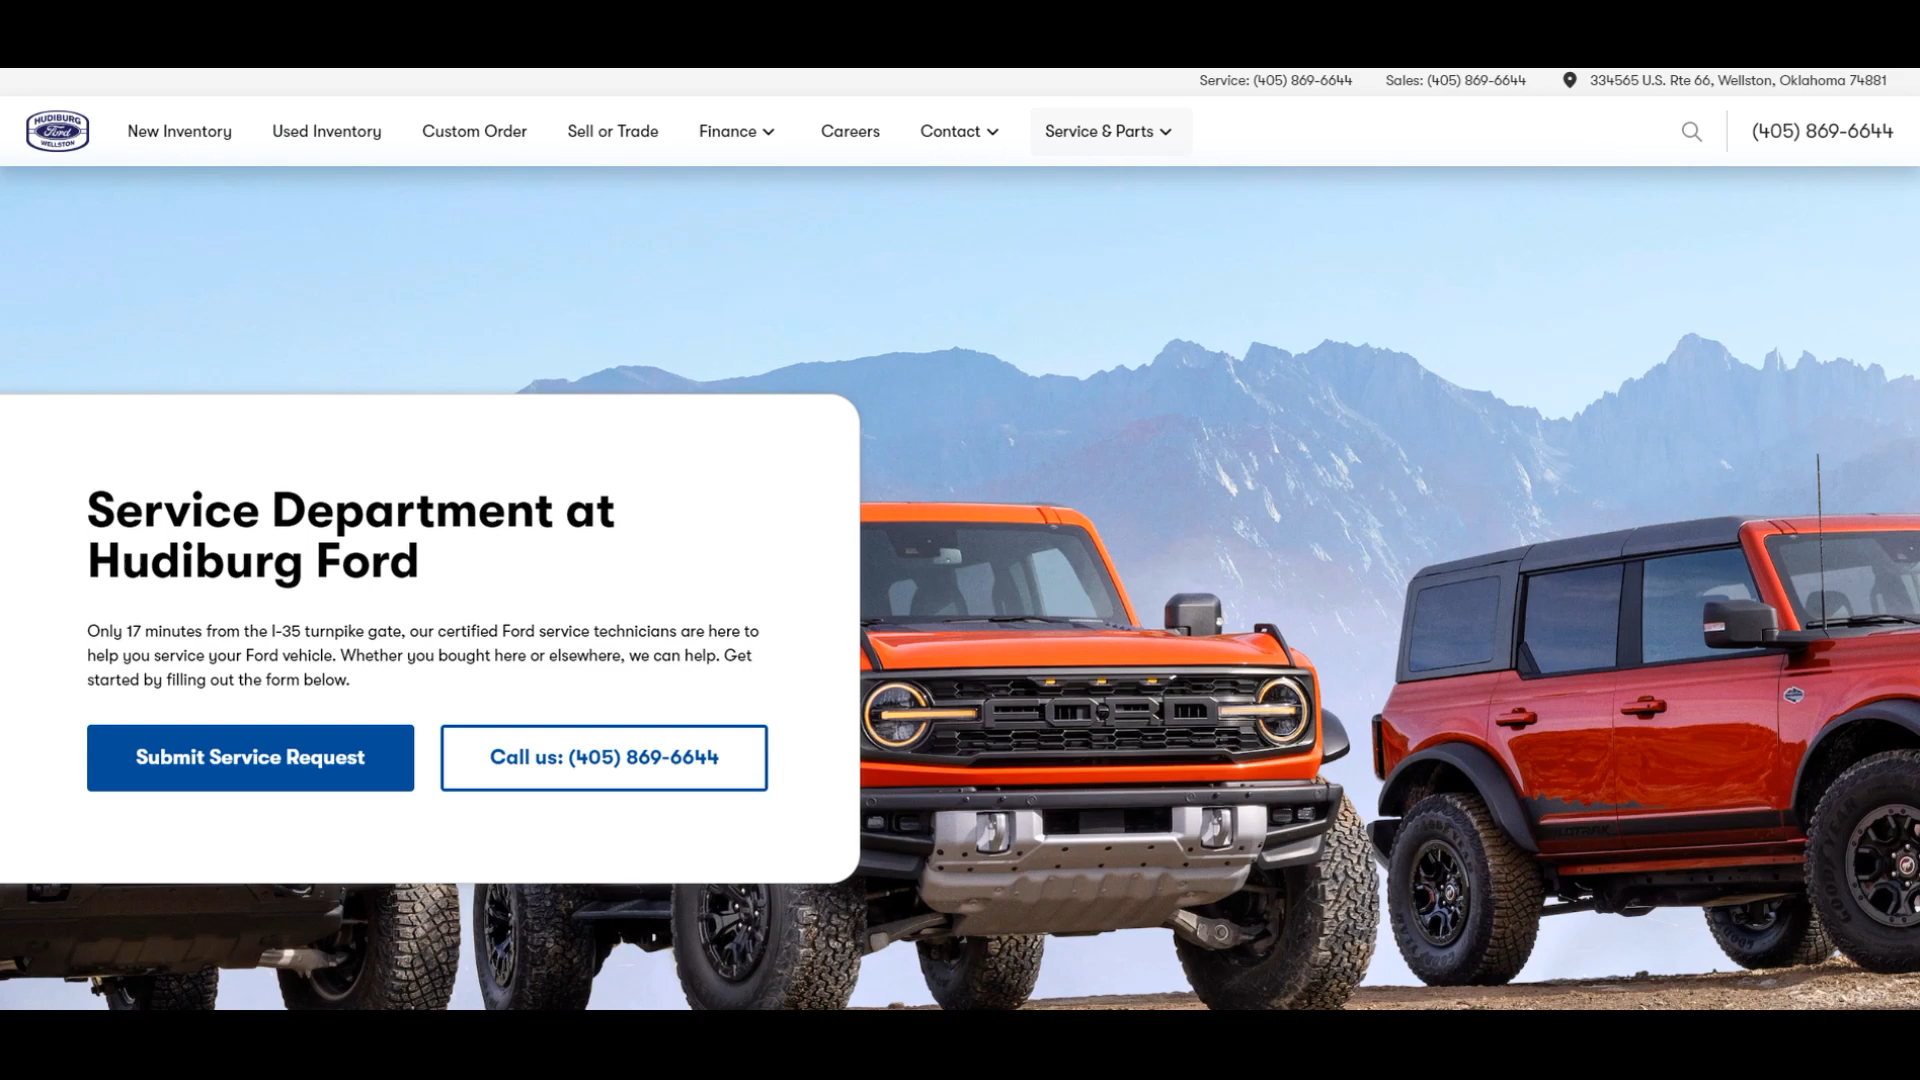 Service: (405) 869-6644 Sales: (405) 869-6644 334565 U.S. Rte 66, Wellston, Oklahoma 74881
HUDIBURG
Ford
WELLSTON
New Inventory Used Inventory Custom Order Sell or Trade Finance Careers Contact Service & Parts (405) 869-6644
Service Department at
Hudiburg Ford
Only 17 minutes from the I-35 turnpike gate, our certified Ford service technicians are here to
help you service your Ford vehicle. Whether you bought here or elsewhere, we can help. Get
started by filling out the form below.
Submit Service Request Call us: (405) 869-6644
FORD
WILDTRAK
GOODYEAR